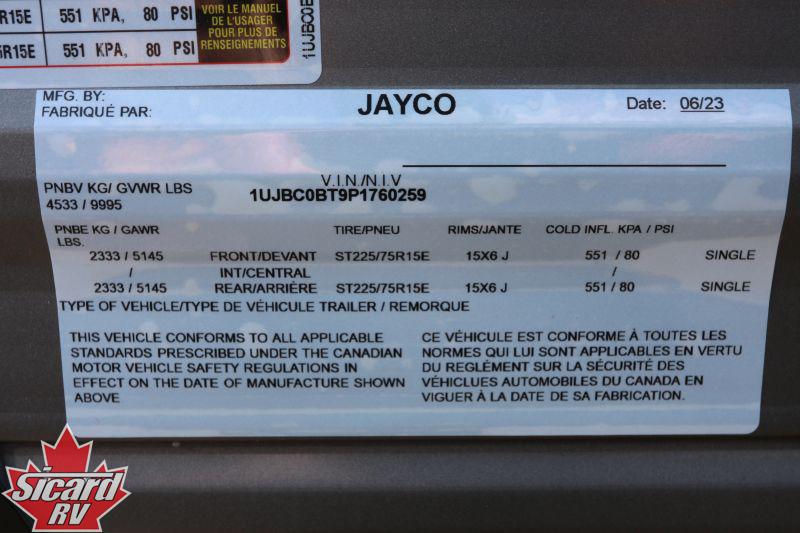 R15E 551 KPA, 80 PSI
5R15E 551 KPA, 80 PSI
VOIR LE MANUEL
DE L'USAGER
POUR PLUS DE
RENSEIGNEMENTS
1UJBC0B
MFG. BY:
FABRIQUÉ PAR:
JAYCO
Date: 06/23
V.I.N./N.I.V
PNBV KG/ GVWR LBS
4533 / 9995
1UJBC0BT9P1760259
PNBE KG / GAWR TIRE/PNEU RIMS/JANTE COLD INFL. KPA / PSI
LBS.
2333 / 5145 FRONT/DEVANT ST225/75R15E 15X6 J 551 / 80 SINGLE
/ INT/CENTRAL /
2333 / 5145 REAR/ARRIÈRE ST225/75R15E 15X6 J 551 / 80 SINGLE
TYPE OF VEHICLE/TYPE DE VÉHICULE TRAILER / REMORQUE
THIS VEHICLE CONFORMS TO ALL APPLICABLE
STANDARDS PRESCRIBED UNDER THE CANADIAN
MOTOR VEHICLE SAFETY REGULATIONS IN
EFFECT ON THE DATE OF MANUFACTURE SHOWN
ABOVE
CE VÉHICULE EST CONFORME À TOUTES LES
NORMES QUI LUI SONT APPLICABLES EN VERTU
DU REGLÉMENT SUR LA SÉCURITÉ DES
VÉHICLUES AUTOMOBILES DU CANADA EN
VIGUER À LA DATE DE SA FABRICATION.
Sicard
RV